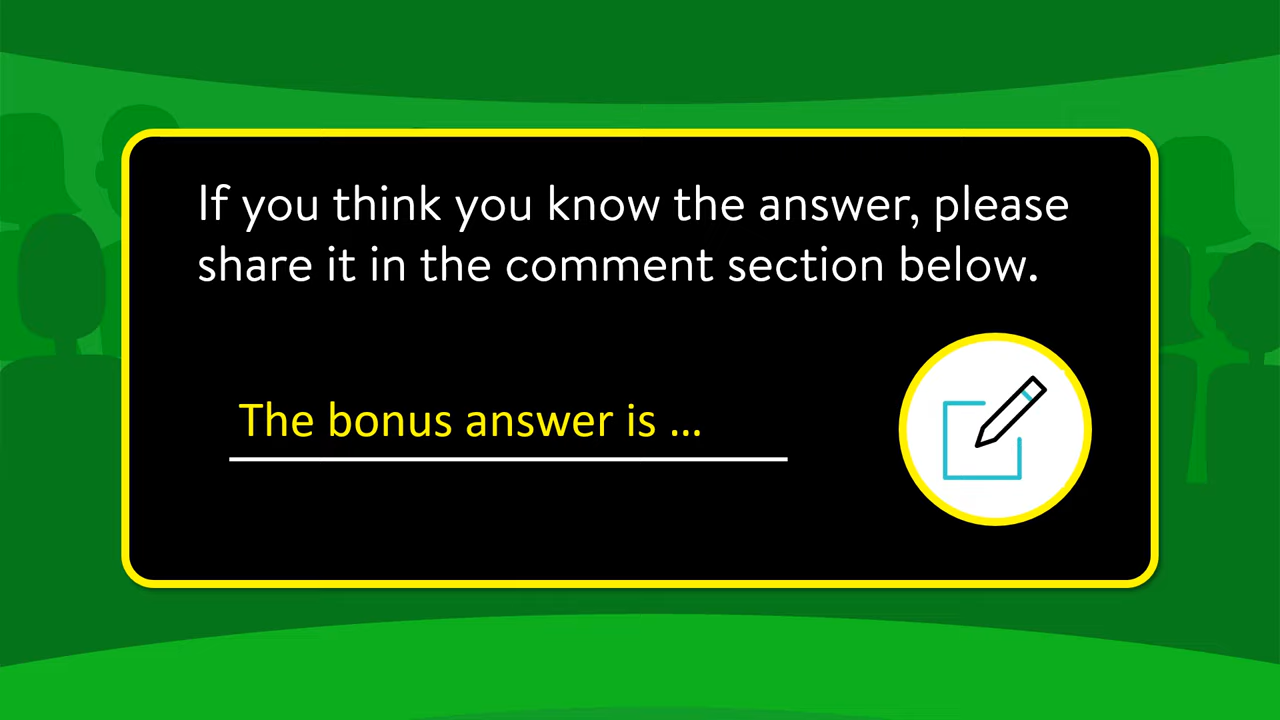 If you think you know the answer, please
share it in the comment section below.
The bonus answer is ...